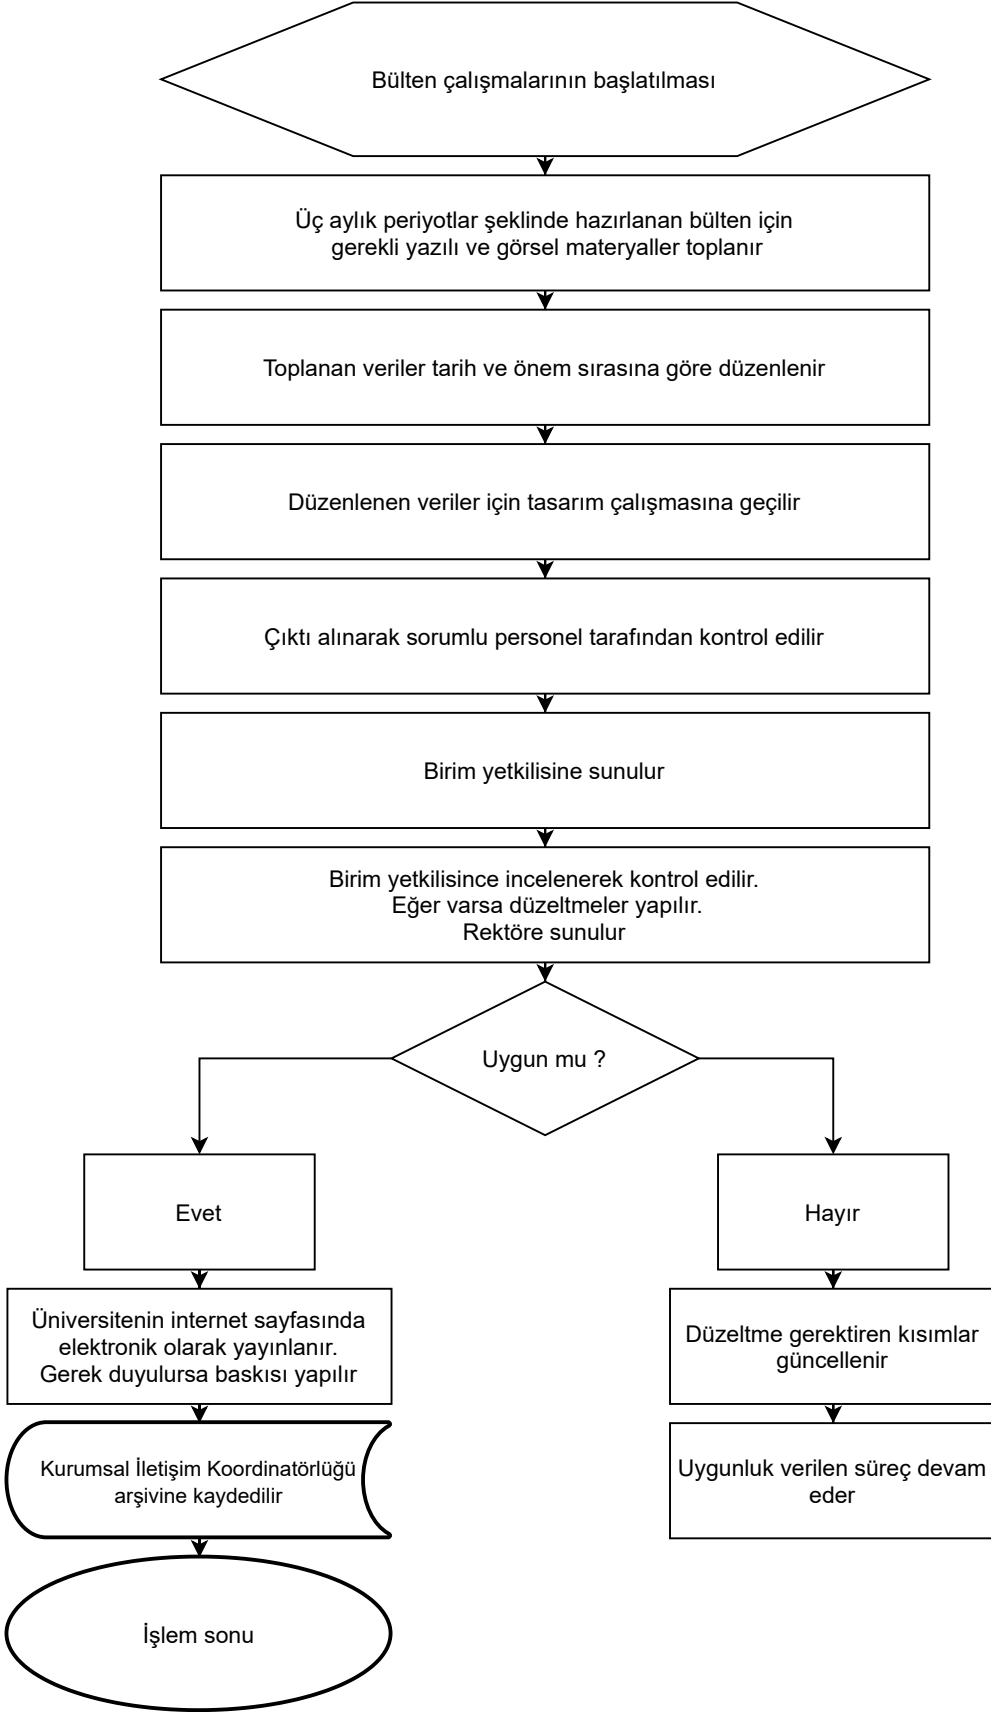 Bülten çalışmalarının başlatılması
Üç aylık periyotlar şeklinde hazırlanan bülten için
gerekli yazılı ve görsel materyaller toplanır
Toplanan veriler tarih ve önem sırasına göre düzenlenir
Düzenlenen veriler için tasarım çalışmasına geçilir
Çıktı alınarak sorumlu personel tarafından kontrol edilir
Birim yetkilisine sunulur
Birim yetkilisince incelenerek kontrol edilir.
Eğer varsa düzeltmeler yapılır.
Rektöre sunulur
Uygun mu ?
Evet
Üniversitenin internet sayfasında
elektronik olarak yayınlanır.
Gerek duyulursa baskısı yapılır
Kurumsal İletişim Koordinatörlüğü
arşivine kaydedilir
İşlem sonu
Hayır
Düzeltme gerektiren kısımlar
güncellenir
Uygunluk verilen süreç devam
eder